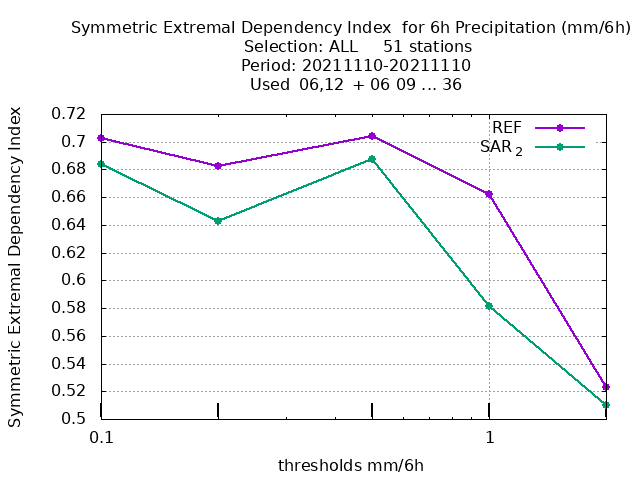 Symmetric Extremal Dependency Index  for 6h Precipitation (mm/6h)
Selection: ALL     51 stations
Period: 20211110-20211110
Used  06,12  + 06 09 ... 36
Symmetric Extremal Dependency Index
0.72
0.7
0.68
0.66
0.64
0.62
0.6
0.58
0.56
0.54
0.52
0.5
REF
SAR 2
0.1
1
thresholds mm/6h